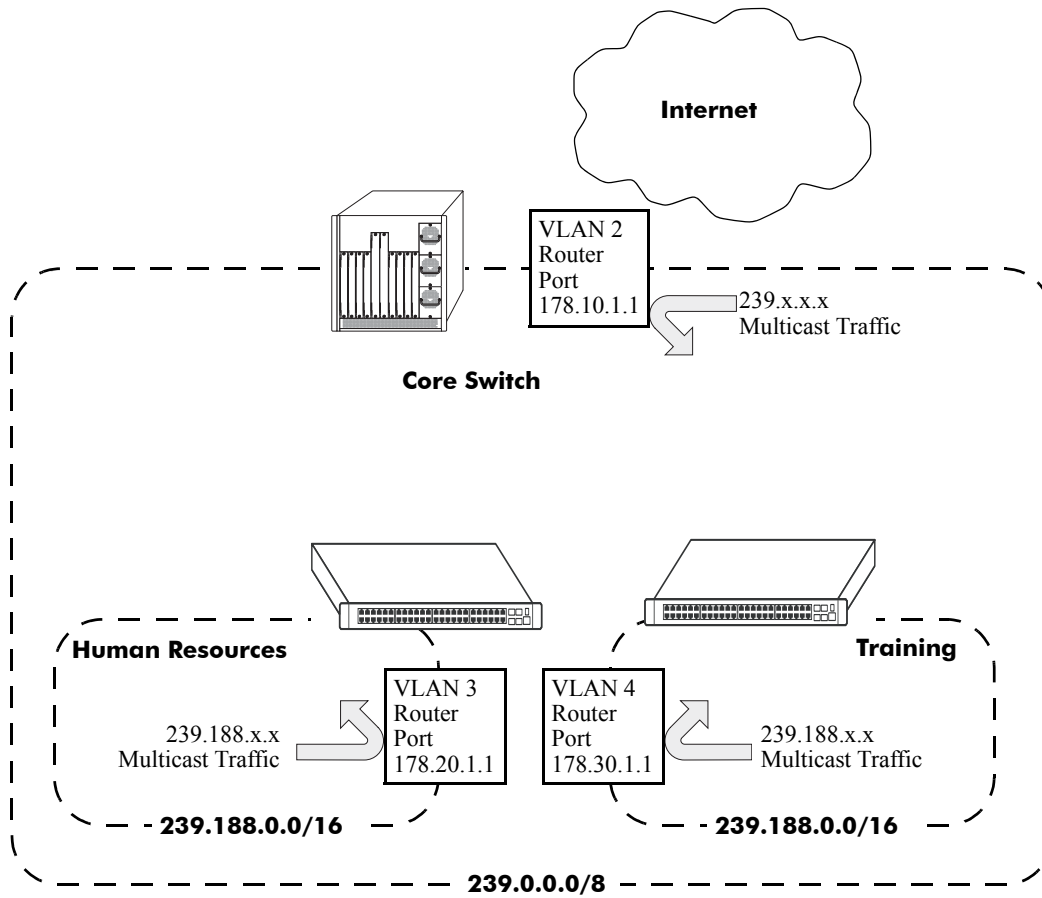 Internet
VLAN 2
Router
Port
178.10.1.1
239.x.x.x
Multicast Traffic
Core Switch
Human Resources
Training
VLAN 3
Router
Port
178.20.1.1
VLAN 4
Router
Port
178.30.1.1
239.188.x.x
Multicast Traffic
239.188.x.x
Multicast Traffic
239.188.0.0/16
239.188.0.0/16
239.0.0.0/8